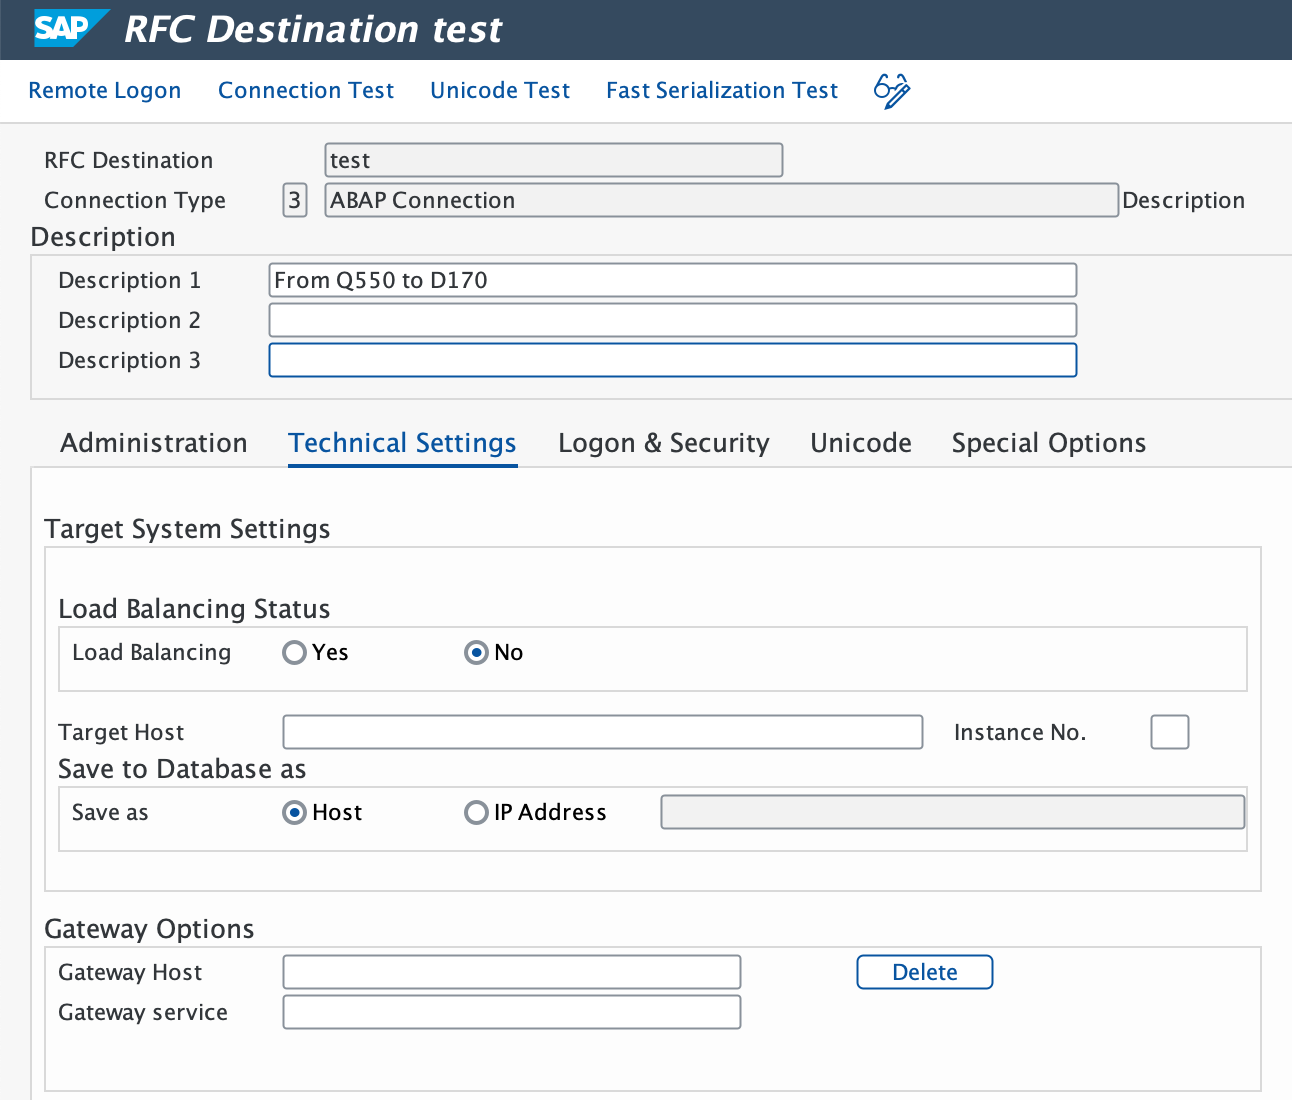 SAP RFC Destination test
Remote Logon Connection Test Unicode Test Fast Serialization Test
RFC Destination test
Connection Type 3 ABAP Connection Description
Description
Description 1 From Q550 to D170
Description 2
Description 3
Administration Technical Settings Logon & Security Unicode Special Options
Target System Settings
Load Balancing Status
Load Balancing Yes No
Target Host Instance No.
Save to Database as
Save as Host IP Address
Gateway Options
Gateway Host Delete
Gateway service